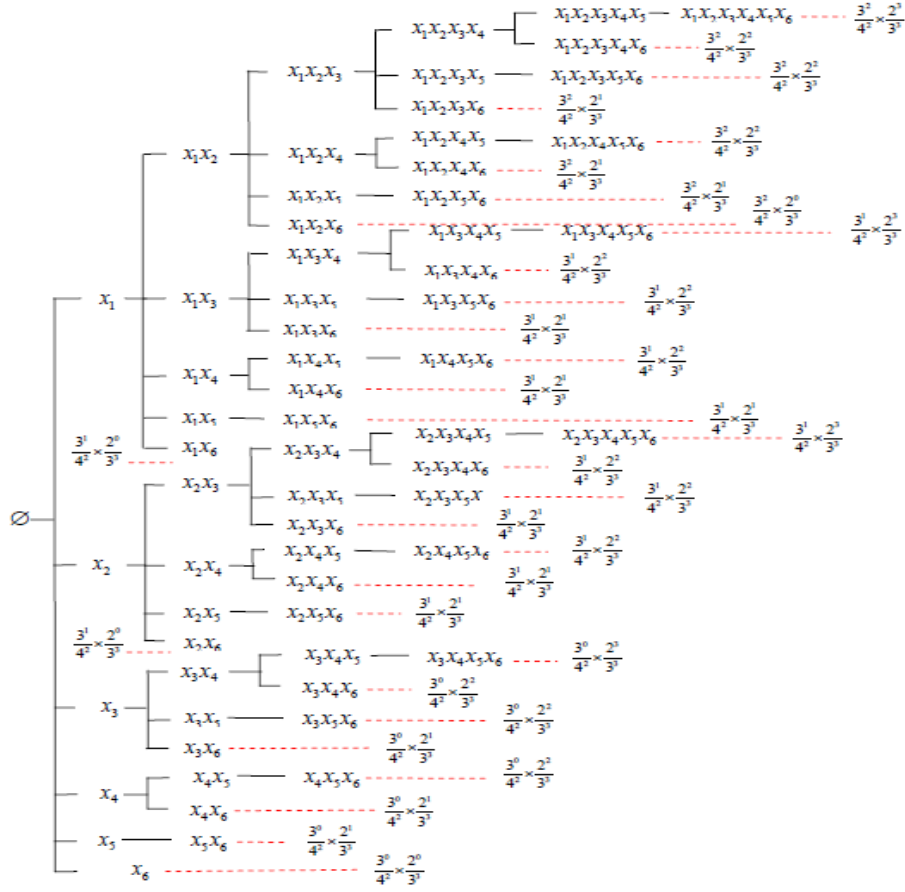 x₁x₂x₃x₄x₅ x₁x₂x₃x₄x₅x₆ 3²/4² × 2³/3³
x₁x₂x₃x₄
x₁x₂x₃x₄x₆ 3²/4² × 2²/3³
x₁x₂x₃ x₁x₂x₃x₅ x₁x₂x₃x₅x₆ 3²/4² × 2²/3³
x₁x₂x₃x₆ 3²/4² × 2¹/3³
x₁x₂x₄x₅ x₁x₂x₄x₅x₆ 3²/4² × 2²/3³
x₁x₂ x₁x₂x₄
x₁x₂x₄x₆ 3²/4² × 2¹/3³
x₁x₂x₅ x₁x₂x₅x₆ 3²/4² × 2¹/3³
x₁x₂x₆ 3²/4² × 2⁰/3³
x₁x₃x₄x₅ x₁x₃x₄x₅x₆ 3¹/4² × 2³/3³
x₁x₃x₄
x₁x₃x₄x₆ 3¹/4² × 2²/3³
x₁ x₁x₃ x₁x₃x₅ x₁x₃x₅x₆ 3¹/4² × 2²/3³
x₁x₃x₆ 3¹/4² × 2¹/3³
x₁x₄x₅ x₁x₄x₅x₆ 3¹/4² × 2²/3³
x₁x₄
x₁x₄x₆ 3¹/4² × 2¹/3³
x₁x₅ x₁x₅x₆ 3¹/4² × 2¹/3³
x₂x₃x₄x₅ x₂x₃x₄x₅x₆ 3¹/4² × 2³/3³
3¹/4² × 2⁰/3³ x₁x₆ x₂x₃x₄
x₂x₃x₄x₆ 3¹/4² × 2²/3³
x₂x₃ x₂x₃x₅ x₂x₃x₅x 3¹/4² × 2²/3³
∅ x₂x₃x₆ 3¹/4² × 2¹/3³
x₂x₄x₅ x₂x₄x₅x₆ 3¹/4² × 2²/3³
x₂ x₂x₄
x₂x₄x₆ 3¹/4² × 2¹/3³
x₂x₅ x₂x₅x₆ 3¹/4² × 2¹/3³
3¹/4² × 2⁰/3³ x₂x₆
x₃x₄x₅ x₃x₄x₅x₆ 3⁰/4² × 2³/3³
x₃x₄
x₃x₄x₆ 3⁰/4² × 2²/3³
x₃ x₃x₅ x₃x₅x₆ 3⁰/4² × 2²/3³
x₃x₆ 3⁰/4² × 2¹/3³
x₄x₅ x₄x₅x₆ 3⁰/4² × 2²/3³
x₄
x₄x₆ 3⁰/4² × 2¹/3³
x₅ x₅x₆ 3⁰/4² × 2¹/3³
x₆ 3⁰/4² × 2⁰/3³